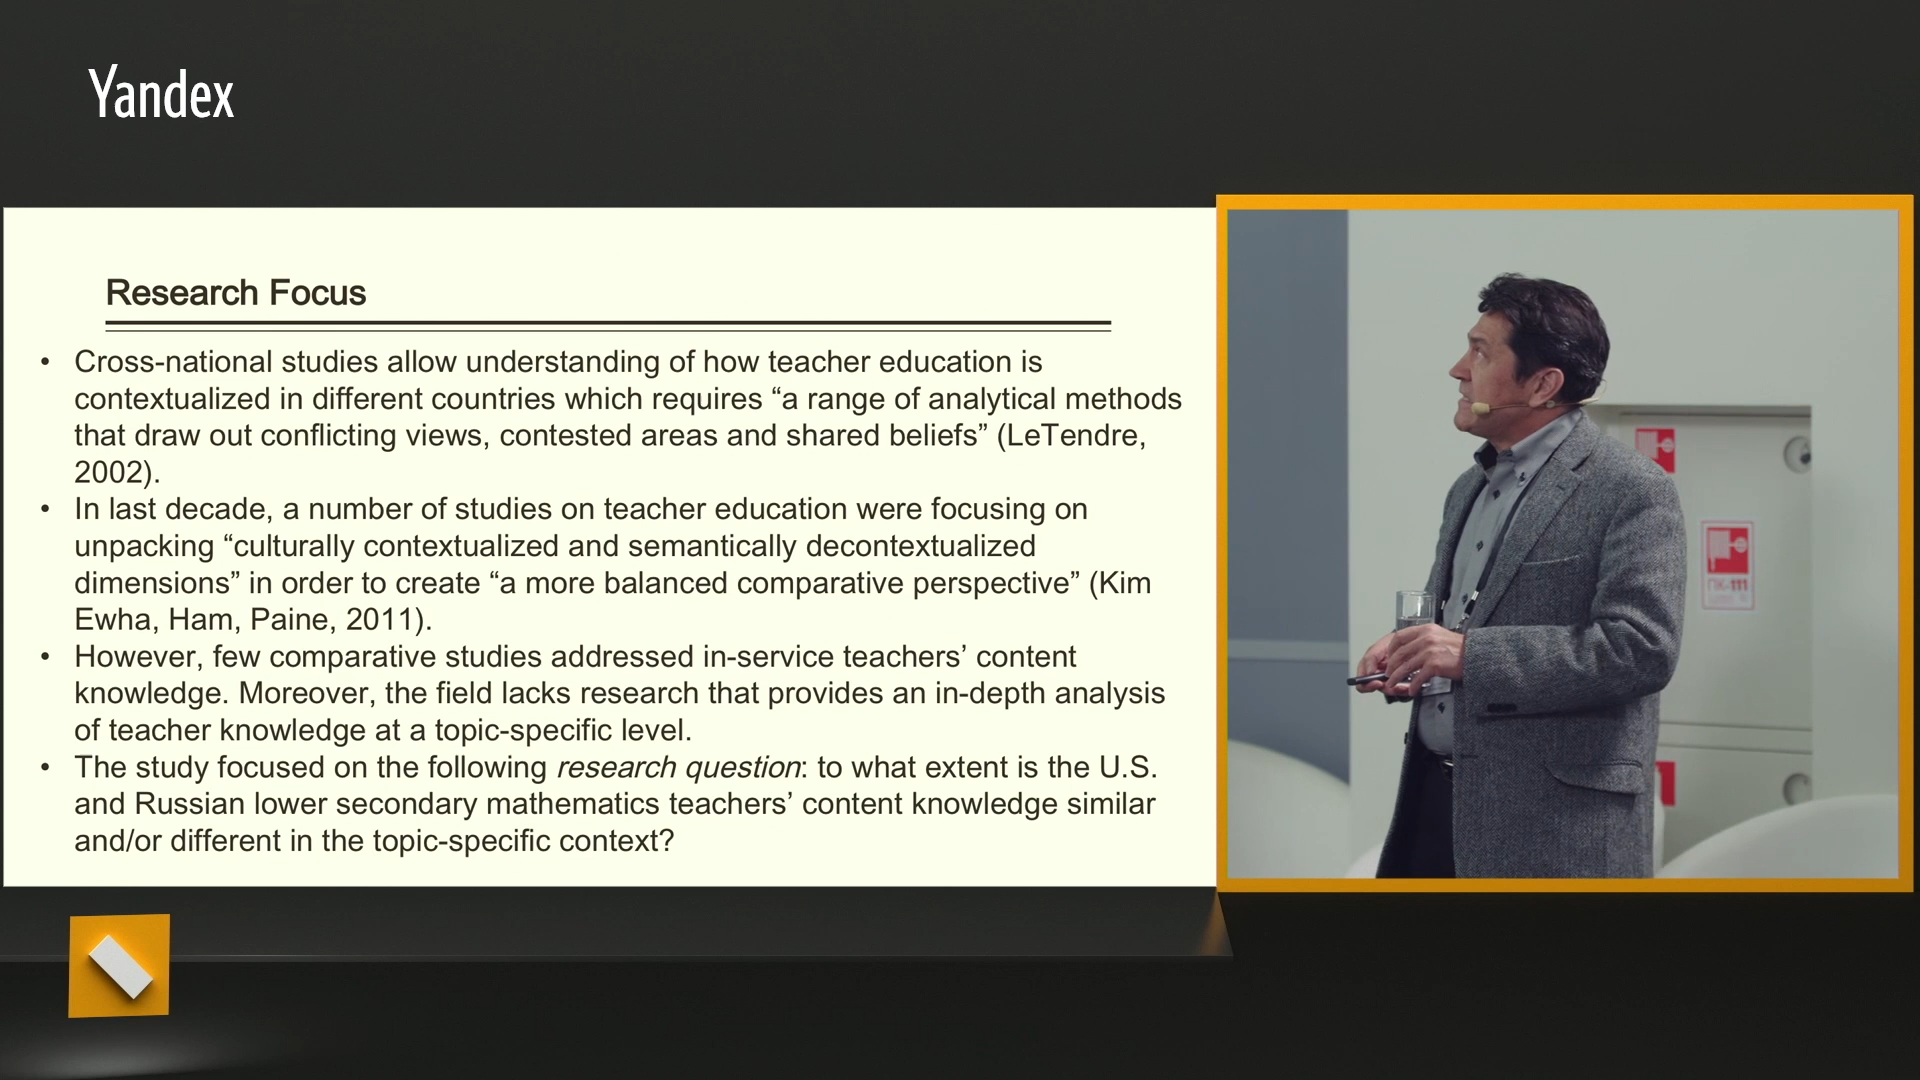 Yandex
Research Focus
• Cross-national studies allow understanding of how teacher education is
contextualized in different countries which requires “a range of analytical methods
that draw out conflicting views, contested areas and shared beliefs” (LeTendre,
2002).
• In last decade, a number of studies on teacher education were focusing on
unpacking “culturally contextualized and semantically decontextualized
dimensions” in order to create “a more balanced comparative perspective” (Kim
Ewha, Ham, Paine, 2011).
• However, few comparative studies addressed in-service teachers’ content
knowledge. Moreover, the field lacks research that provides an in-depth analysis
of teacher knowledge at a topic-specific level.
• The study focused on the following research question: to what extent is the U.S.
and Russian lower secondary mathematics teachers’ content knowledge similar
and/or different in the topic-specific context?
ПК-111